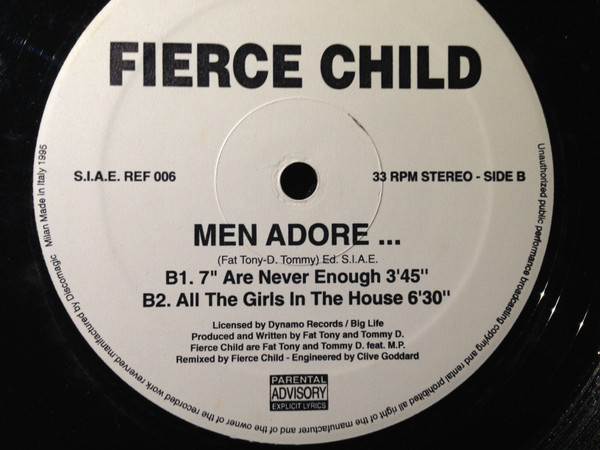 FIERCE CHILD
S.I.A.E. REF 006
33 RPM STEREO - SIDE B
MEN ADORE ...
(Fat Tony-D. Tommy) Ed. S.I.A.E.
B1. 7" Are Never Enough 3'45"
B2. All The Girls In The House 6'30"
Licensed by Dynamo Records / Big Life
Produced and Written by Fat Tony and Tommy D.
Fierce Child are Fat Tony and Tommy D. feat. M.P.
Remixed by Fierce Child - Engineered by Clive Goddard
PARENTAL
ADVISORY
EXPLICIT LYRICS
Unauthorized public performance broadcasting copying and rental prohibited all right of the manufacturer and of the owner of the recorded work reserved.manifactured by Discomagic Milan Made in Italy 1995